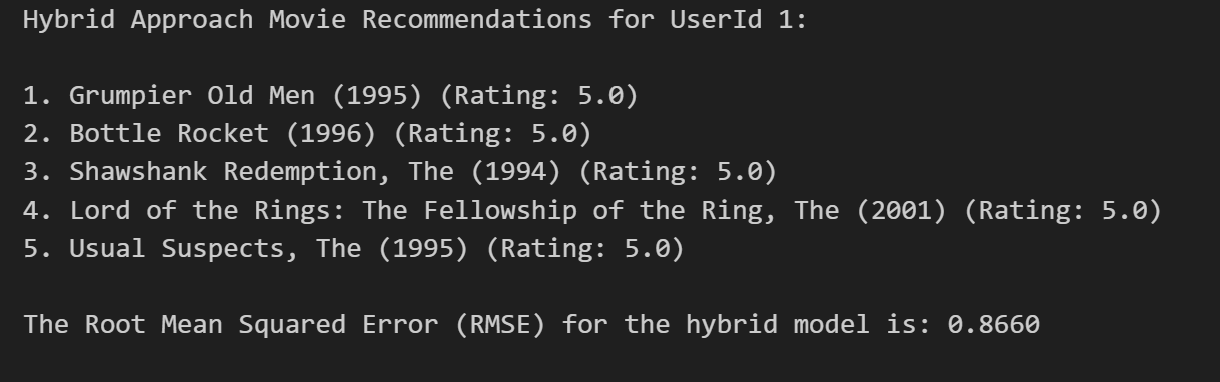 Hybrid Approach Movie Recommendations for UserId 1:
1. Grumpier Old Men (1995) (Rating: 5.0)
2. Bottle Rocket (1996) (Rating: 5.0)
3. Shawshank Redemption, The (1994) (Rating: 5.0)
4. Lord of the Rings: The Fellowship of the Ring, The (2001) (Rating: 5.0)
5. Usual Suspects, The (1995) (Rating: 5.0)
The Root Mean Squared Error (RMSE) for the hybrid model is: 0.8660